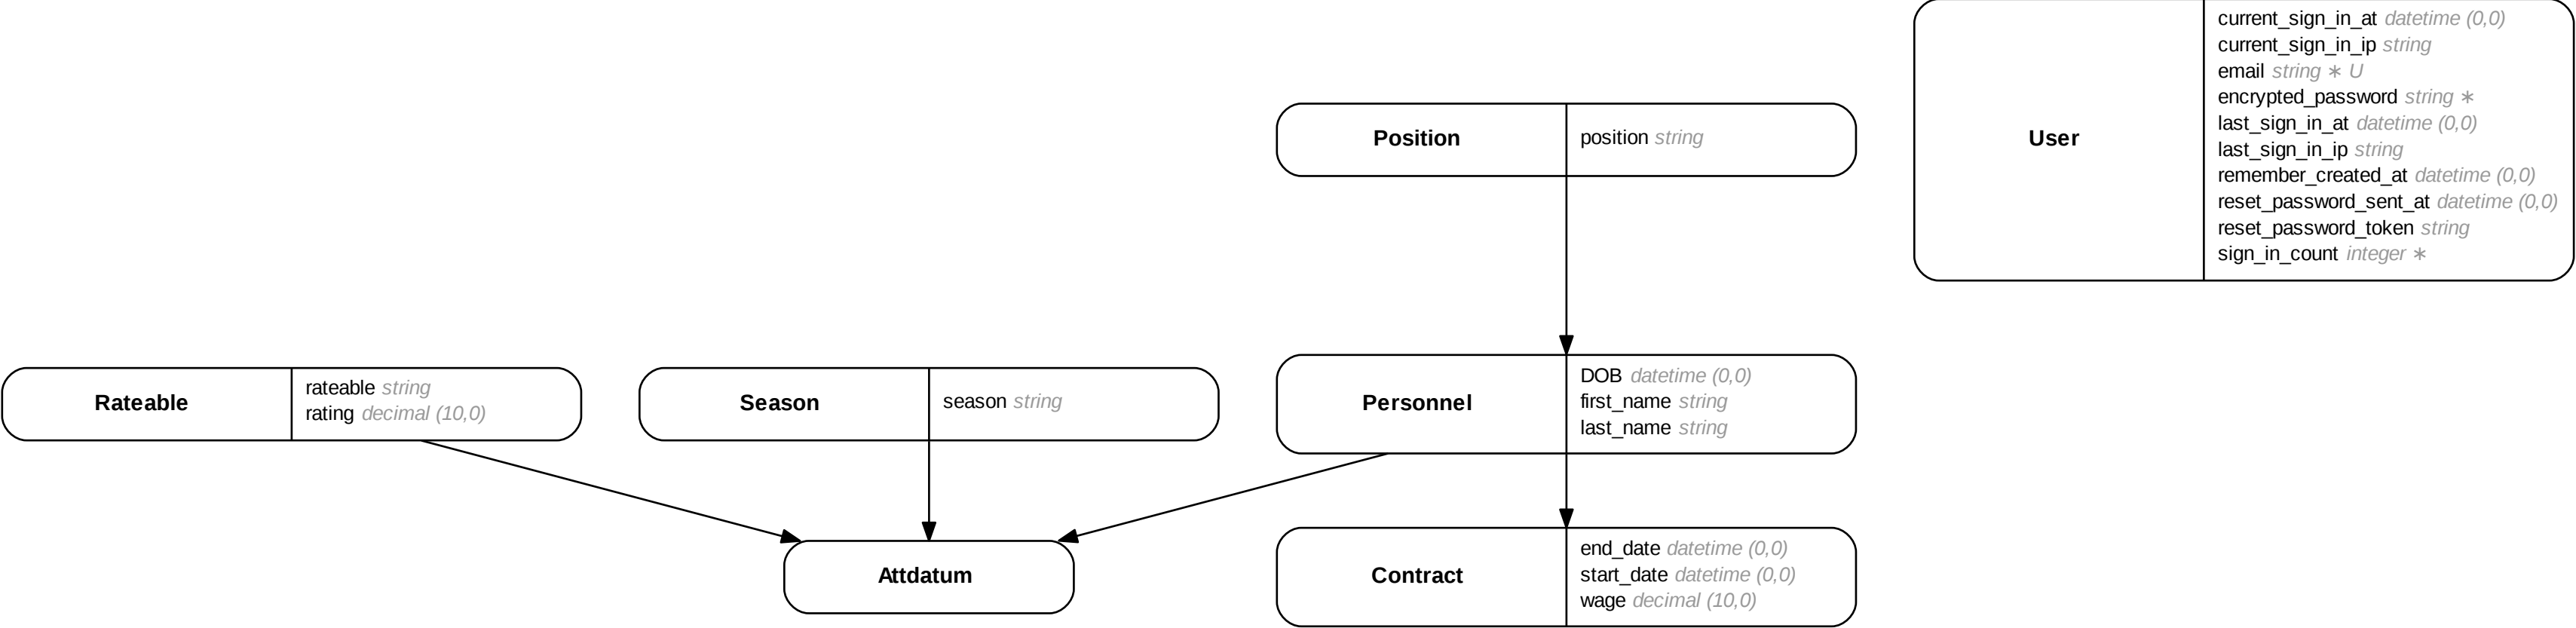 User
current_sign_in_at datetime (0,0)
current_sign_in_ip string
email string ∗ U
encrypted_password string ∗
last_sign_in_at datetime (0,0)
last_sign_in_ip string
remember_created_at datetime (0,0)
reset_password_sent_at datetime (0,0)
reset_password_token string
sign_in_count integer ∗
Position
position string
Rateable
rateable string
rating decimal (10,0)
Season
season string
Personnel
DOB datetime (0,0)
first_name string
last_name string
Attdatum
Contract
end_date datetime (0,0)
start_date datetime (0,0)
wage decimal (10,0)